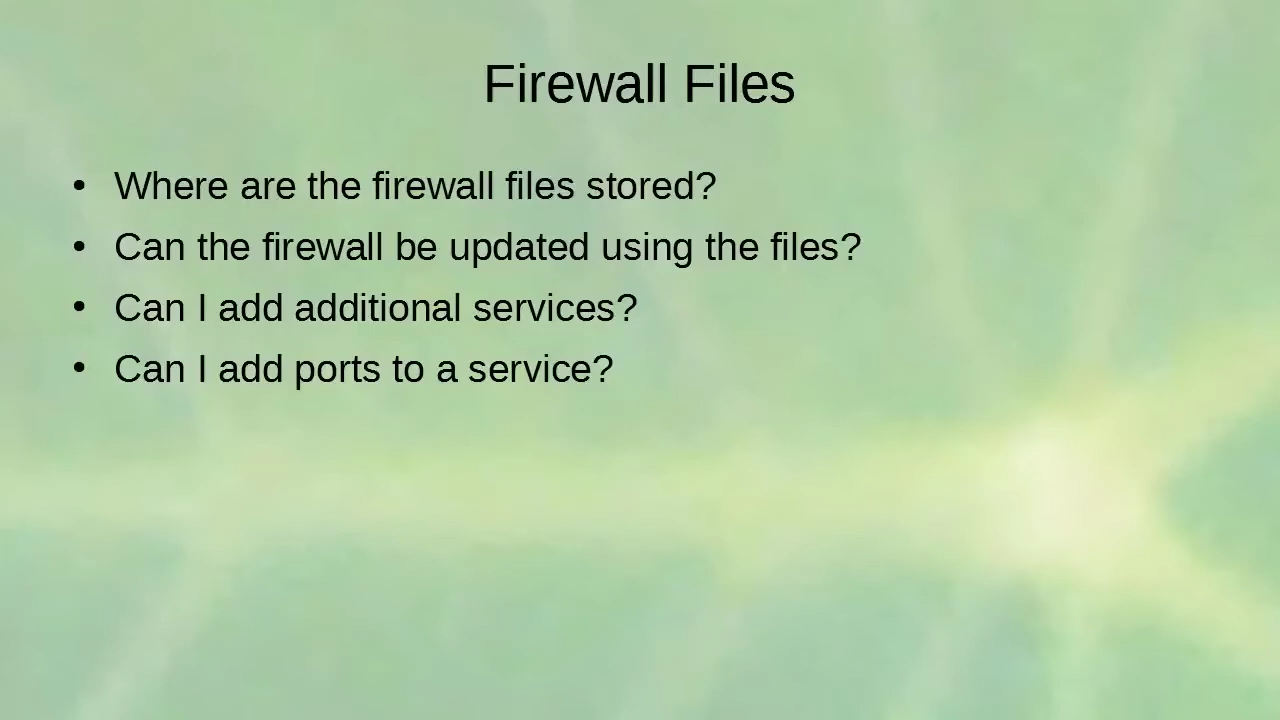 Firewall Files
• Where are the firewall files stored?
• Can the firewall be updated using the files?
• Can I add additional services?
• Can I add ports to a service?